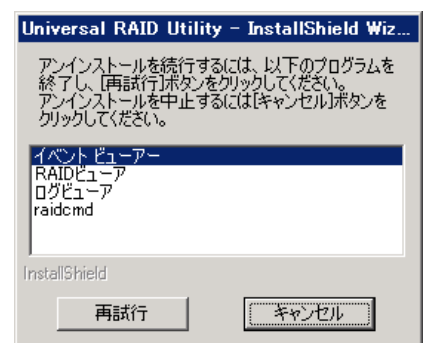 Universal RAID Utility - InstallShield Wiz...
アンインストールを続行するには、以下のプログラムを
終了し、[再試行]ボタンをクリックしてください。
アンインストールを中止するには[キャンセル]ボタンを
クリックしてください。
イベント ビューアー
RAIDビューア
ログビューア
raidcmd
InstallShield
再試行
キャンセル